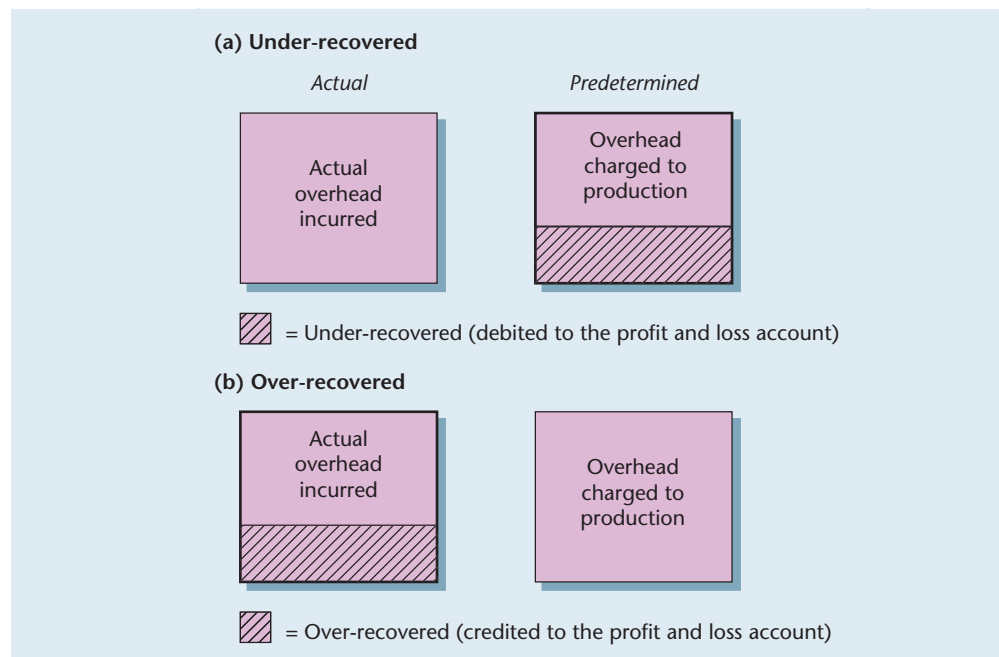 (a) Under-recovered
Actual
Predetermined
Actual
overhead
incurred
Overhead
charged to
production
= Under-recovered (debited to the profit and loss account)
(b) Over-recovered
Actual
overhead
incurred
Overhead
charged to
production
= Over-recovered (credited to the profit and loss account)